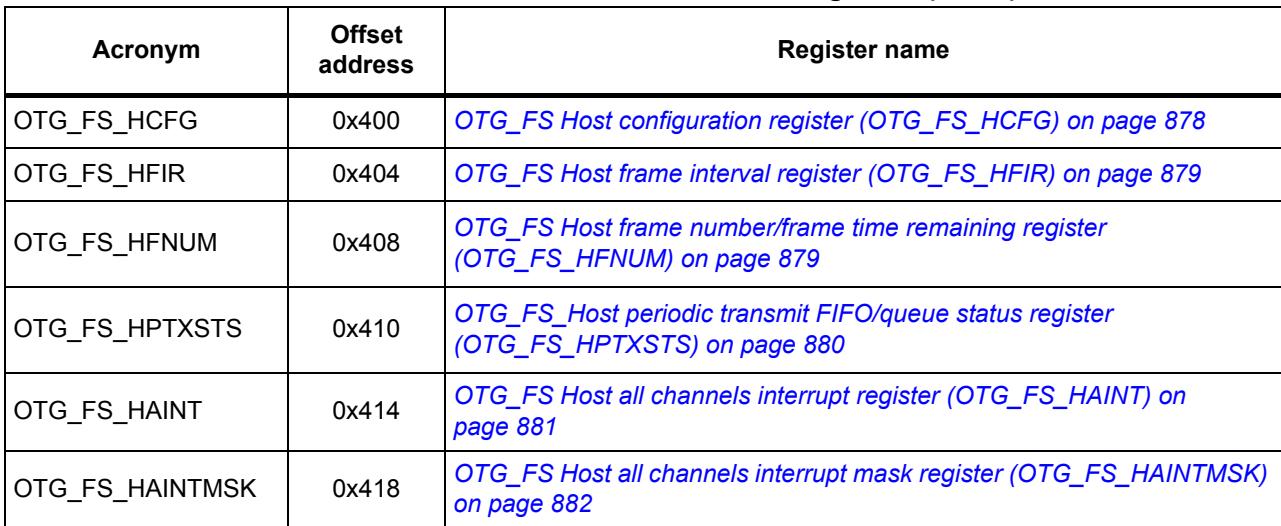 Acronym
Offset
address
Register name
OTG_FS_HCFG
0x400
OTG_FS Host configuration register (OTG_FS_HCFG) on page 878
OTG_FS_HFIR
0x404
OTG_FS Host frame interval register (OTG_FS_HFIR) on page 879
OTG_FS_HFNUM
0x408
OTG_FS Host frame number/frame time remaining register
(OTG_FS_HFNUM) on page 879
OTG_FS_HPTXSTS
0x410
OTG_FS_Host periodic transmit FIFO/queue status register
(OTG_FS_HPTXSTS) on page 880
OTG_FS_HAINT
0x414
OTG_FS Host all channels interrupt register (OTG_FS_HAINT) on
page 881
OTG_FS_HAINTMSK
0x418
OTG_FS Host all channels interrupt mask register (OTG_FS_HAINTMSK)
on page 882